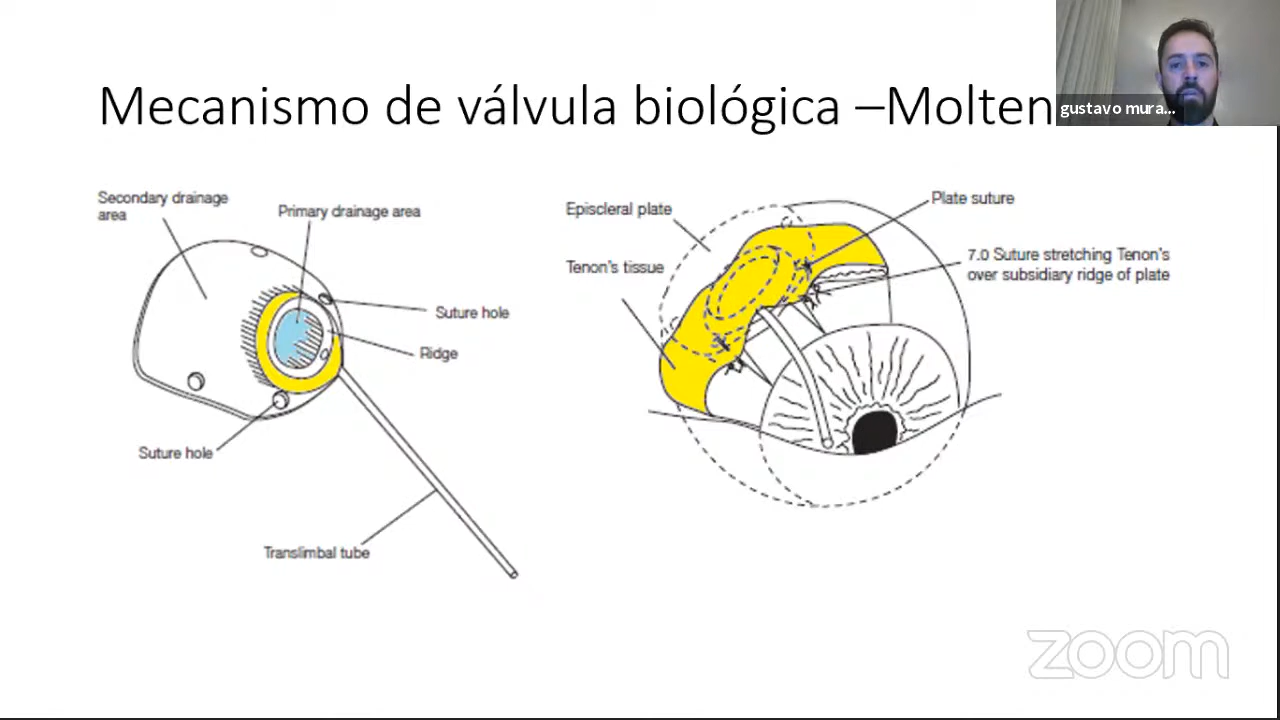 Mecanismo de válvula biológica –Molten
gustavo mura...
Secondary drainage
area
Primary drainage area
Suture hole
Ridge
Suture hole
Translimbal tube
Episcleral plate
Tenon's tissue
Plate suture
7.0 Suture stretching Tenon's
over subsidiary ridge of plate
zoom